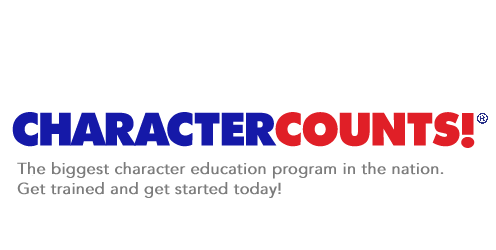 CHARACTERCOUNTS!®
The biggest character education program in the nation.
Get trained and get started today!